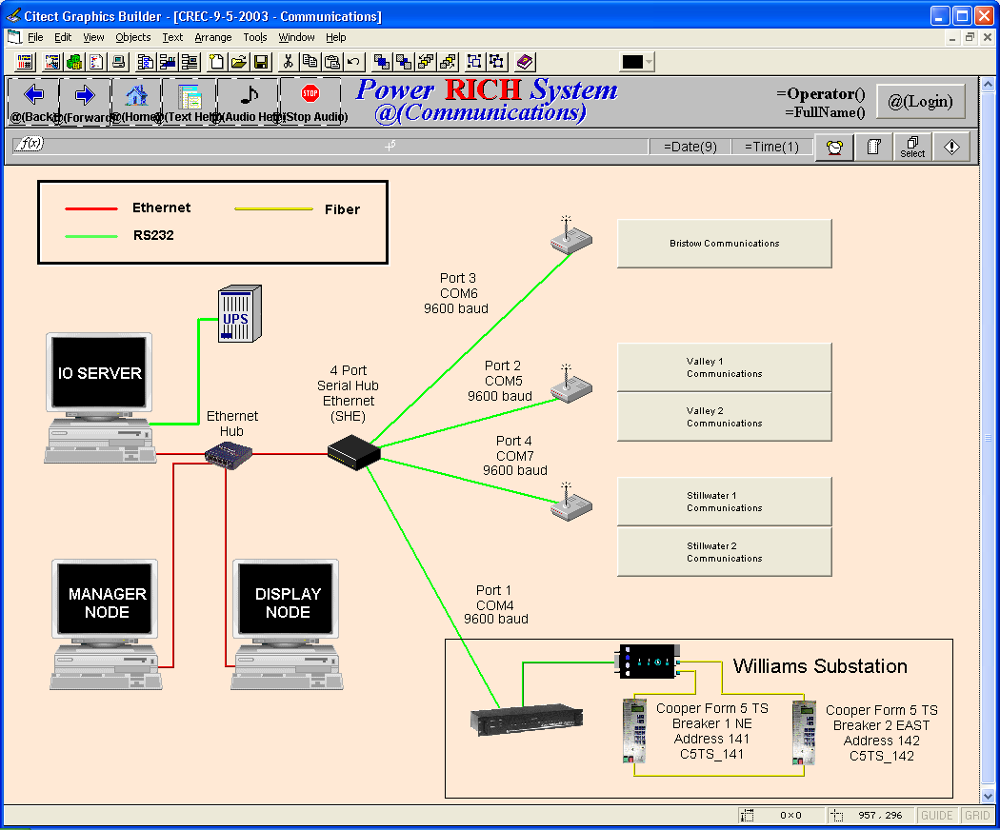 Citect Graphics Builder - [CREC-9-5-2003 - Communications]
File Edit View Objects Text Arrange Tools Window Help
Power RICH System
@(Communications)
@(Back)
@(Forward)
@(Home)
@(Text Help)
@(Audio Help)
@(Stop Audio)
STOP
=Operator()
=FullName()
@(Login)
f(x)
=Date(9)
=Time(1)
Select
Ethernet
Fiber
RS232
UPS
IO SERVER
Ethernet
Hub
4 Port
Serial Hub
Ethernet
(SHE)
Port 3
COM6
9600 baud
Bristow Communications
Port 2
COM5
9600 baud
Valley 1
Communications
Valley 2
Communications
Port 4
COM7
9600 baud
Stillwater 1
Communications
Stillwater 2
Communications
MANAGER
NODE
DISPLAY
NODE
Port 1
COM4
9600 baud
Williams Substation
Cooper Form 5 TS
Breaker 1 NE
Address 141
C5TS_141
Cooper Form 5 TS
Breaker 2 EAST
Address 142
C5TS_142
0 x 0
957 , 296
GUIDE
GRID